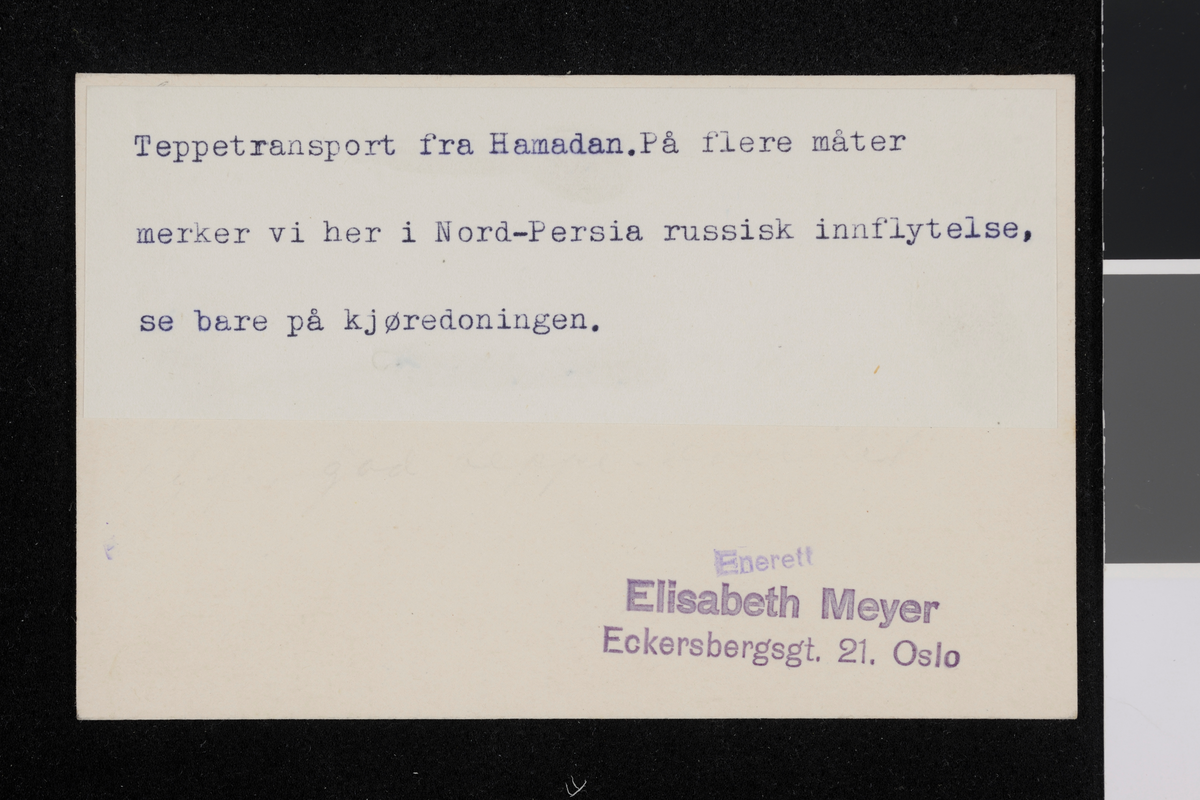 Teppetransport fra Hamadan.På flere måter
merker vi her i Nord-Persia russisk innflytelse,
se bare på kjøredoningen.
god
Enerett
Elisabeth Meyer
Eckersbergsgt. 21. Oslo